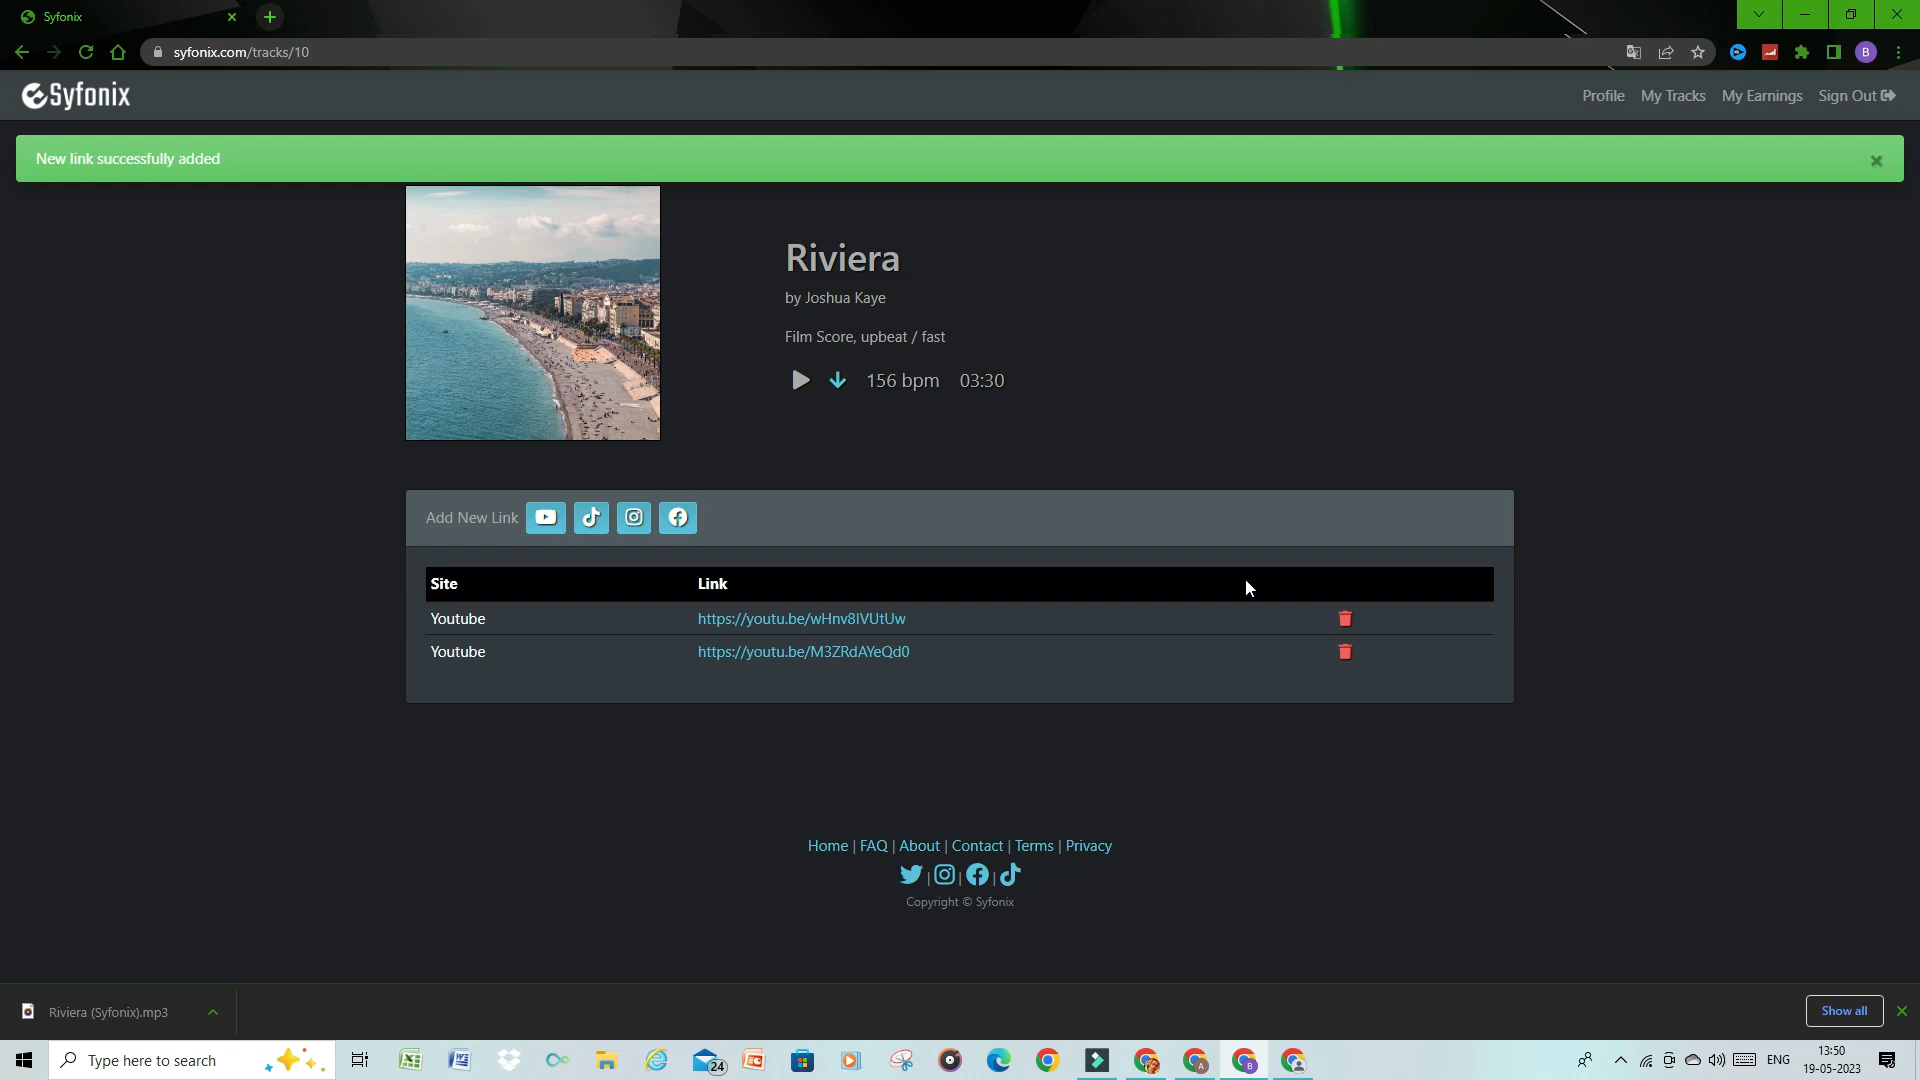 Syfonix
syfonix.com/tracks/10
B
Syfonix
Profile My Tracks My Earnings Sign Out
New link successfully added
Riviera
by Joshua Kaye
Film Score, upbeat / fast
156 bpm 03:30
Add New Link
Site Link
Youtube https://youtu.be/wHnv8IVUtUw
Youtube https://youtu.be/M3ZRdAYeQd0
Home | FAQ | About | Contact | Terms | Privacy
Copyright © Syfonix
Riviera (Syfonix).mp3
Show all
Type here to search
24
A
B
ENG
13:50
19-05-2023